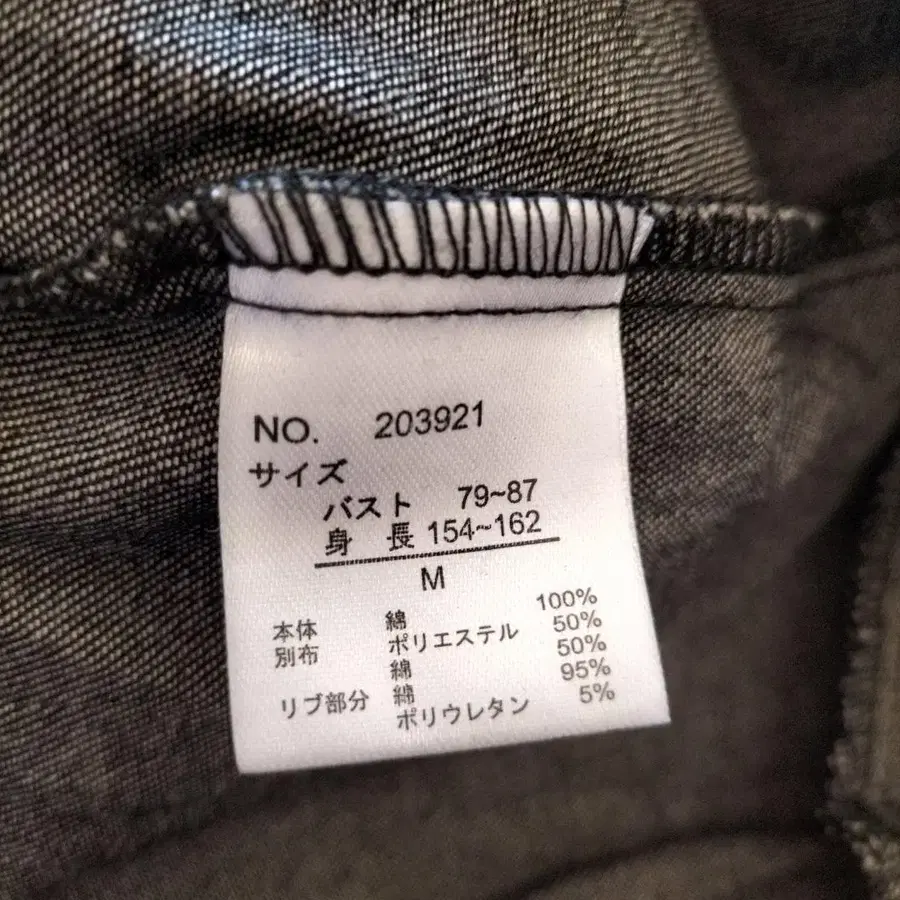 NO. 203921
サイズ
バスト 79~87
身 長 154~162
M
本体 綿 100%
別布 ポリエステル 50%
綿 50%
リブ部分 綿 95%
ポリウレタン 5%